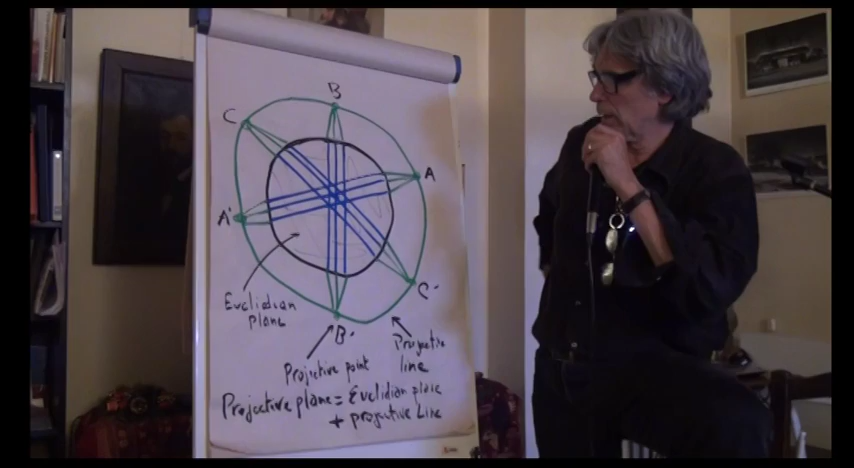 B
C
A
A'
C'
Euclidian
plane
B'
Projective
line
Projective point
Projective plane = Euclidian plane
+ projective Line